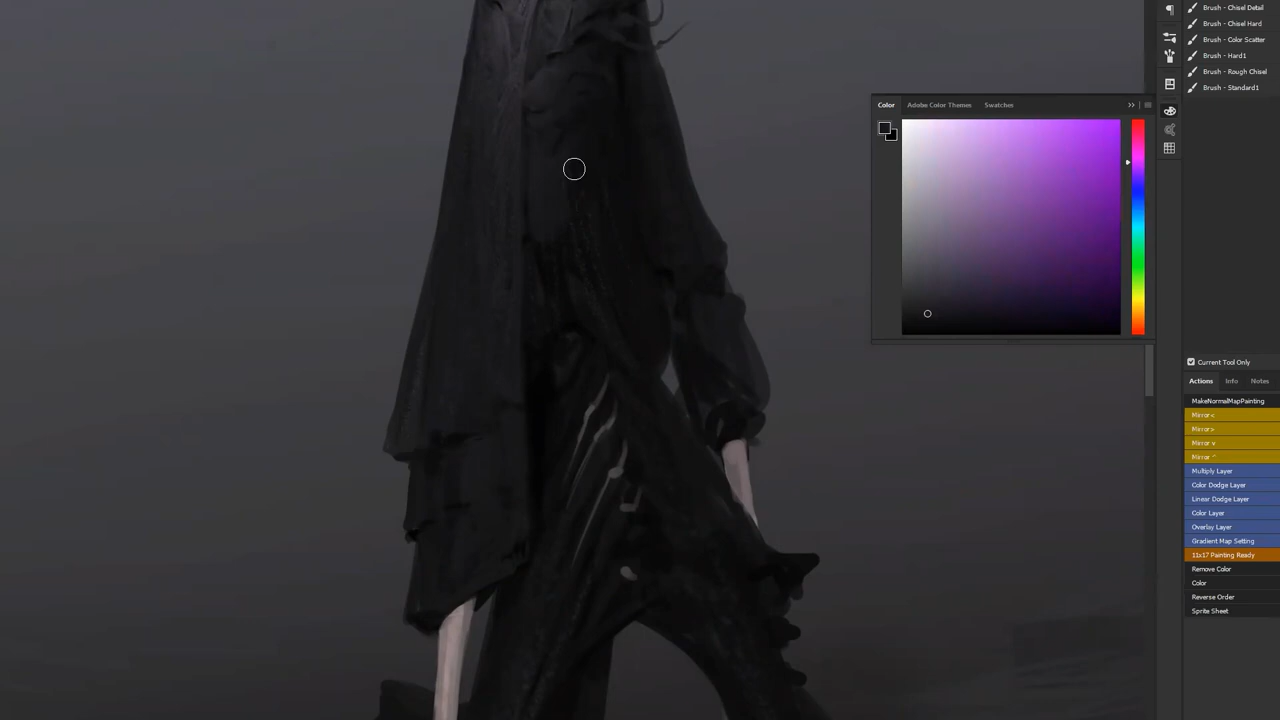 Brush - Chisel Detail
Brush - Chisel Hard
Brush - Color Scatter
Brush - Hard1
Brush - Rough Chisel
Brush - Standard1
Color
Adobe Color Themes
Swatches
Current Tool Only
Actions
Info
Notes
MakeNormalMapPainting
Mirror <
Mirror >
Mirror v
Mirror ^
Multiply Layer
Color Dodge Layer
Linear Dodge Layer
Color Layer
Overlay Layer
Gradient Map Setting
11x17 Painting Ready
Remove Color
Color
Reverse Order
Sprite Sheet